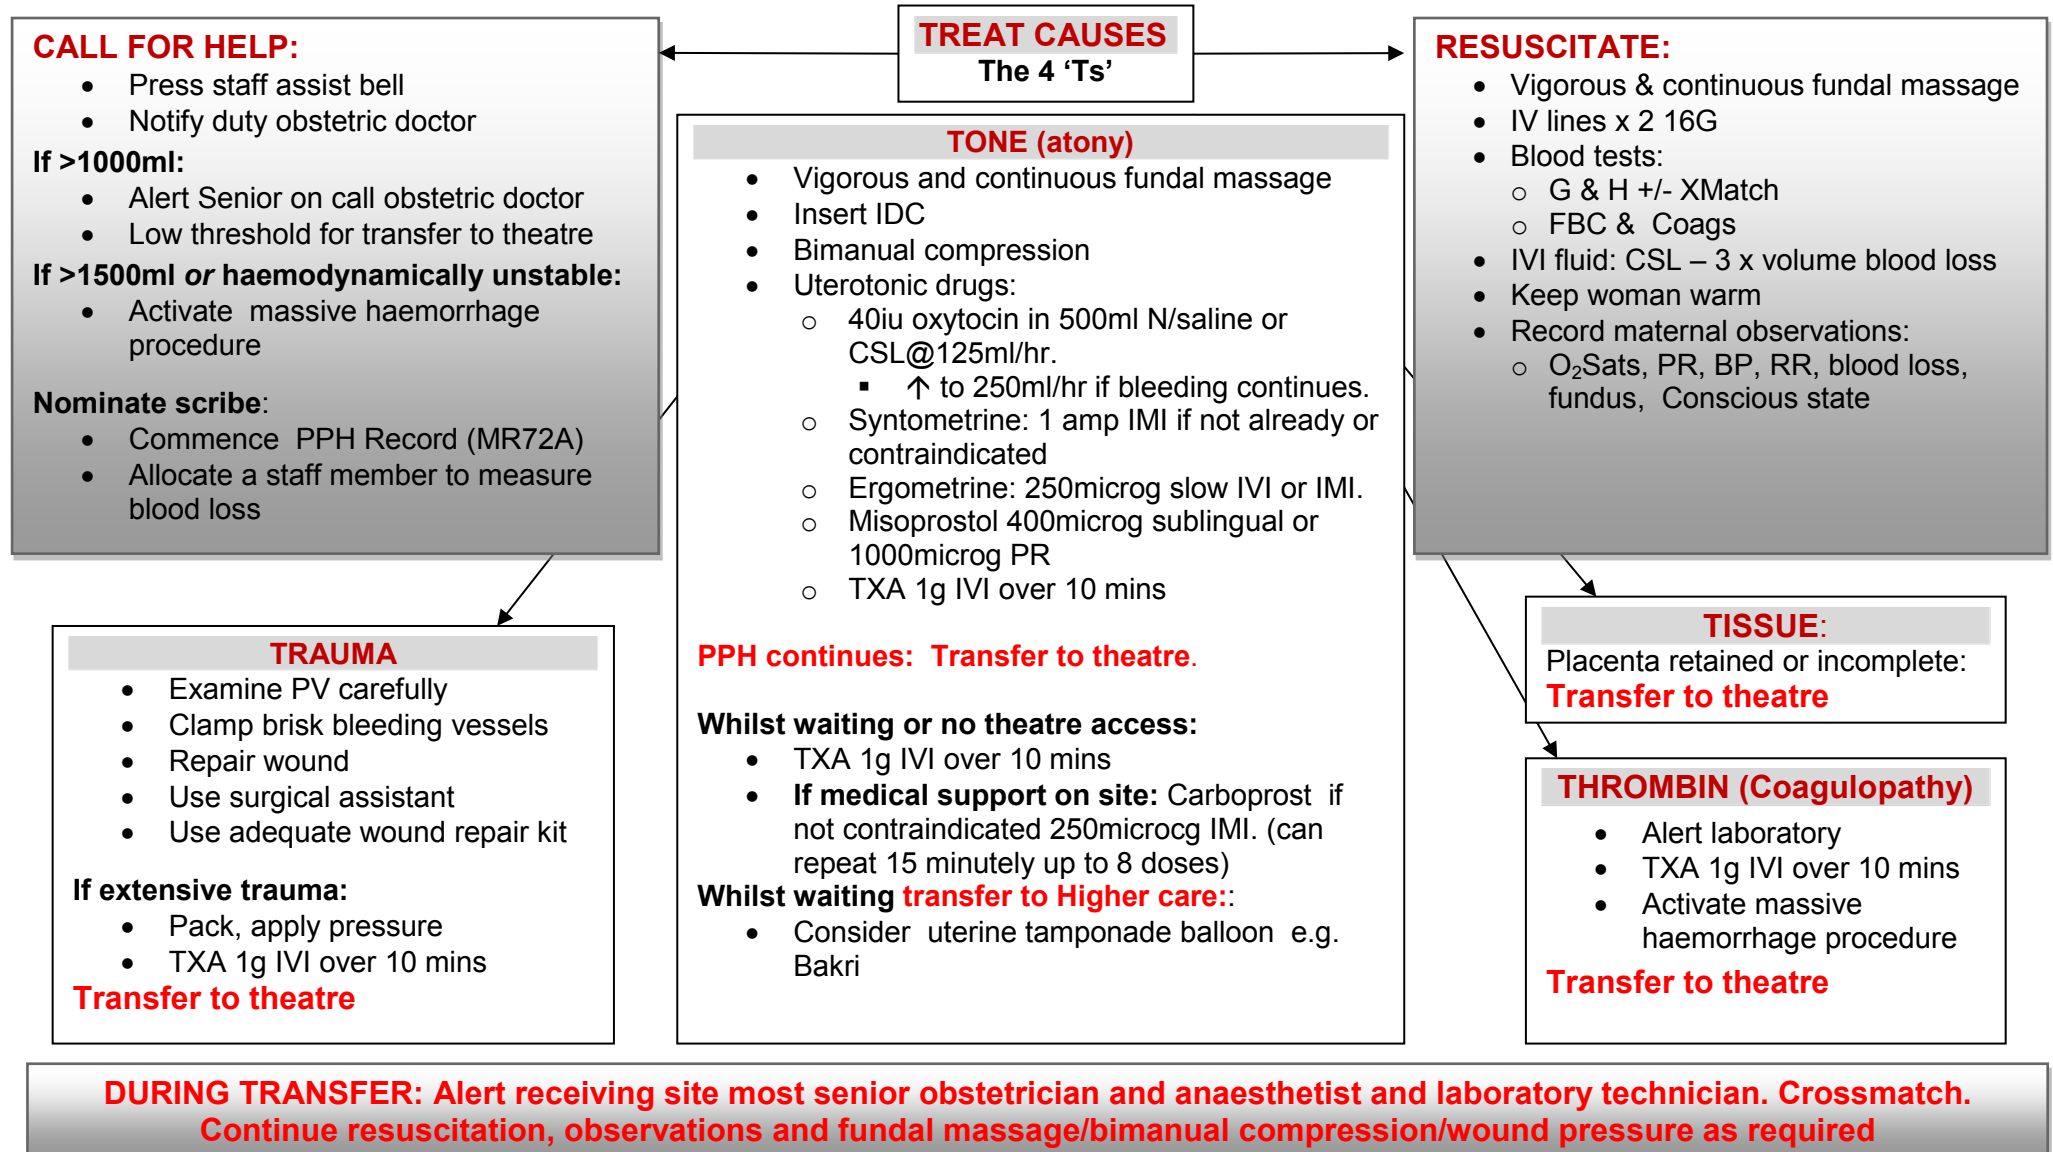 TREAT CAUSES
The 4 ‘Ts’
CALL FOR HELP:
• Press staff assist bell
• Notify duty obstetric doctor
If >1000ml:
• Alert Senior on call obstetric doctor
• Low threshold for transfer to theatre
If >1500ml or haemodynamically unstable:
• Activate massive haemorrhage
procedure
Nominate scribe:
• Commence PPH Record (MR72A)
• Allocate a staff member to measure
blood loss
RESUSCITATE:
• Vigorous & continuous fundal massage
• IV lines x 2 16G
• Blood tests:
o G & H +/- XMatch
o FBC & Coags
• IVI fluid: CSL – 3 x volume blood loss
• Keep woman warm
• Record maternal observations:
o O₂Sats, PR, BP, RR, blood loss,
fundus, Conscious state
TONE (atony)
• Vigorous and continuous fundal massage
• Insert IDC
• Bimanual compression
• Uterotonic drugs:
o 40iu oxytocin in 500ml N/saline or
CSL@125ml/hr.
▪ ↑ to 250ml/hr if bleeding continues.
o Syntometrine: 1 amp IMI if not already or
contraindicated
o Ergometrine: 250microg slow IVI or IMI.
o Misoprostol 400microg sublingual or
1000microg PR
o TXA 1g IVI over 10 mins
PPH continues: Transfer to theatre.
Whilst waiting or no theatre access:
• TXA 1g IVI over 10 mins
• If medical support on site: Carboprost if
not contraindicated 250microcg IMI. (can
repeat 15 minutely up to 8 doses)
Whilst waiting transfer to Higher care::
• Consider uterine tamponade balloon e.g.
Bakri
TRAUMA
• Examine PV carefully
• Clamp brisk bleeding vessels
• Repair wound
• Use surgical assistant
• Use adequate wound repair kit
If extensive trauma:
• Pack, apply pressure
• TXA 1g IVI over 10 mins
Transfer to theatre
TISSUE:
Placenta retained or incomplete:
Transfer to theatre
THROMBIN (Coagulopathy)
• Alert laboratory
• TXA 1g IVI over 10 mins
• Activate massive
haemorrhage procedure
Transfer to theatre
DURING TRANSFER: Alert receiving site most senior obstetrician and anaesthetist and laboratory technician. Crossmatch.
Continue resuscitation, observations and fundal massage/bimanual compression/wound pressure as required